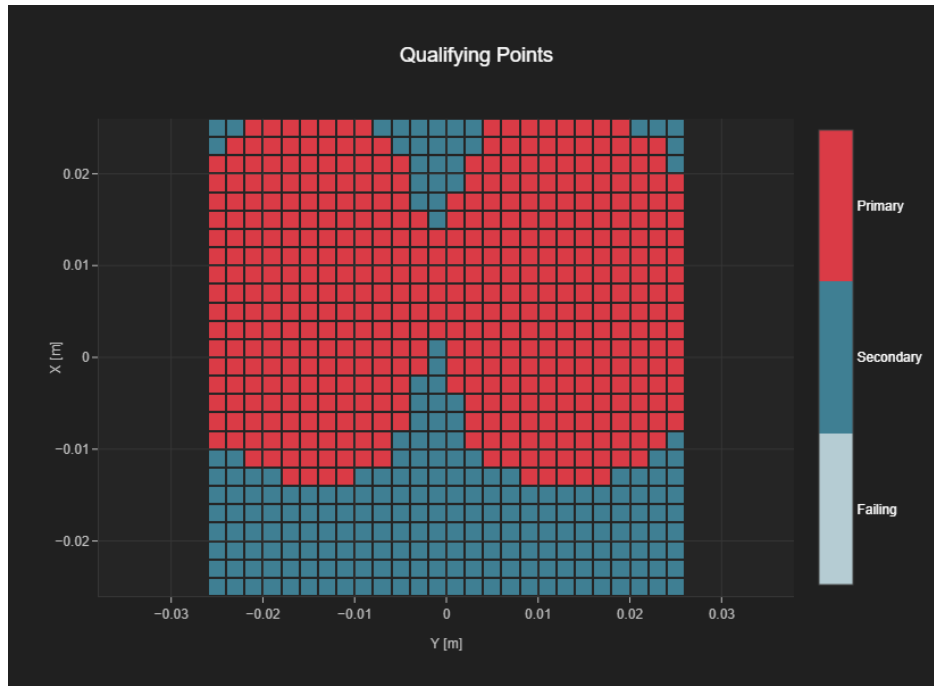 Qualifying Points
0.02
0.01
0
−0.01
−0.02
X [m]
−0.03
−0.02
−0.01
0
0.01
0.02
0.03
Y [m]
Primary
Secondary
Failing